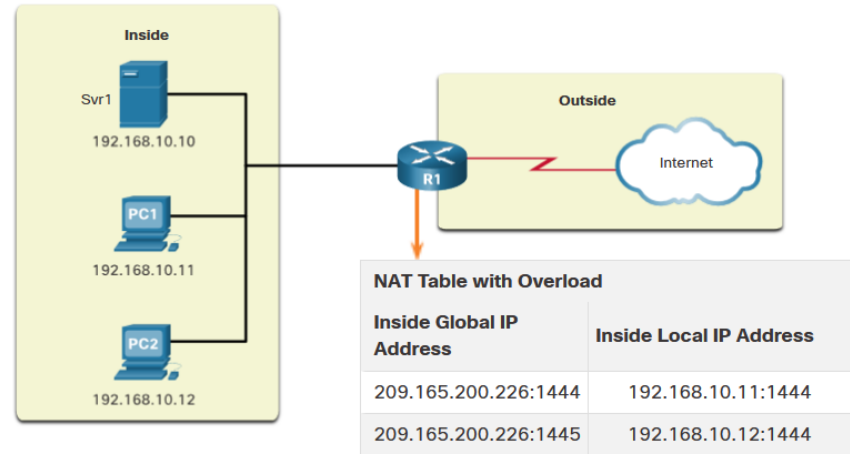 Inside
Svr1
192.168.10.10
PC1
192.168.10.11
PC2
192.168.10.12
Outside
Internet
R1
NAT Table with Overload
Inside Global IP
Address
Inside Local IP Address
209.165.200.226:1444 192.168.10.11:1444
209.165.200.226:1445 192.168.10.12:1444